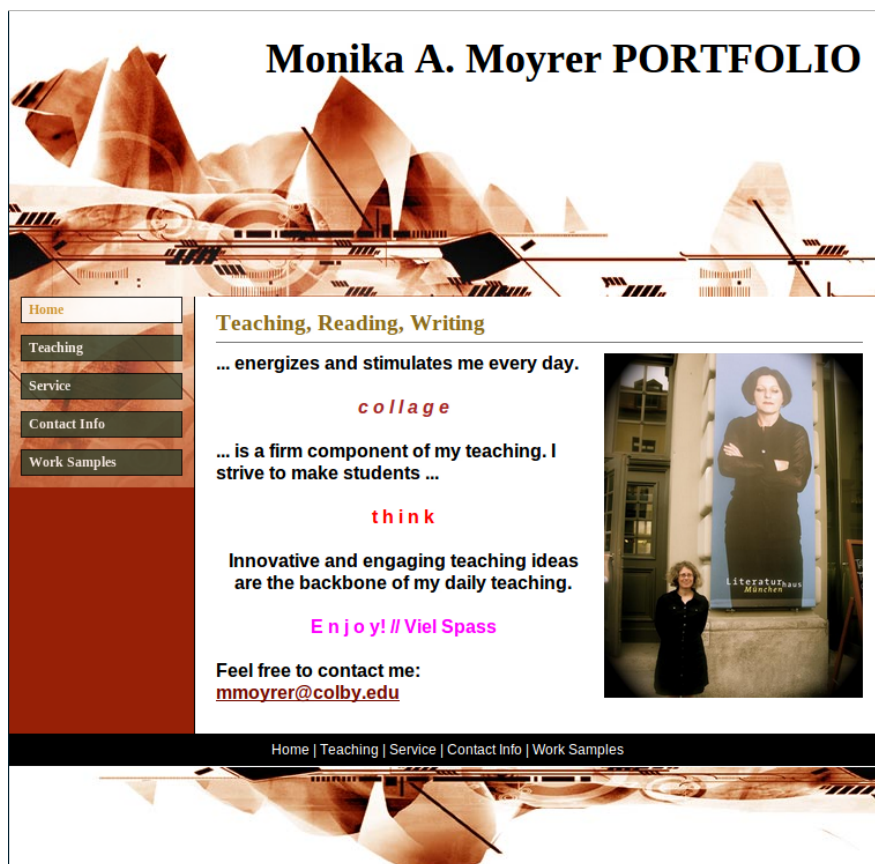 Monika A. Moyrer PORTFOLIO
Home
Teaching
Service
Contact Info
Work Samples
Teaching, Reading, Writing
... energizes and stimulates me every day.
c o l l a g e
... is a firm component of my teaching. I
strive to make students ...
t h i n k
Innovative and engaging teaching ideas
are the backbone of my daily teaching.
E n j o y! // Viel Spass
Feel free to contact me:
mmoyrer@colby.edu
Literaturhaus
München
Home | Teaching | Service | Contact Info | Work Samples